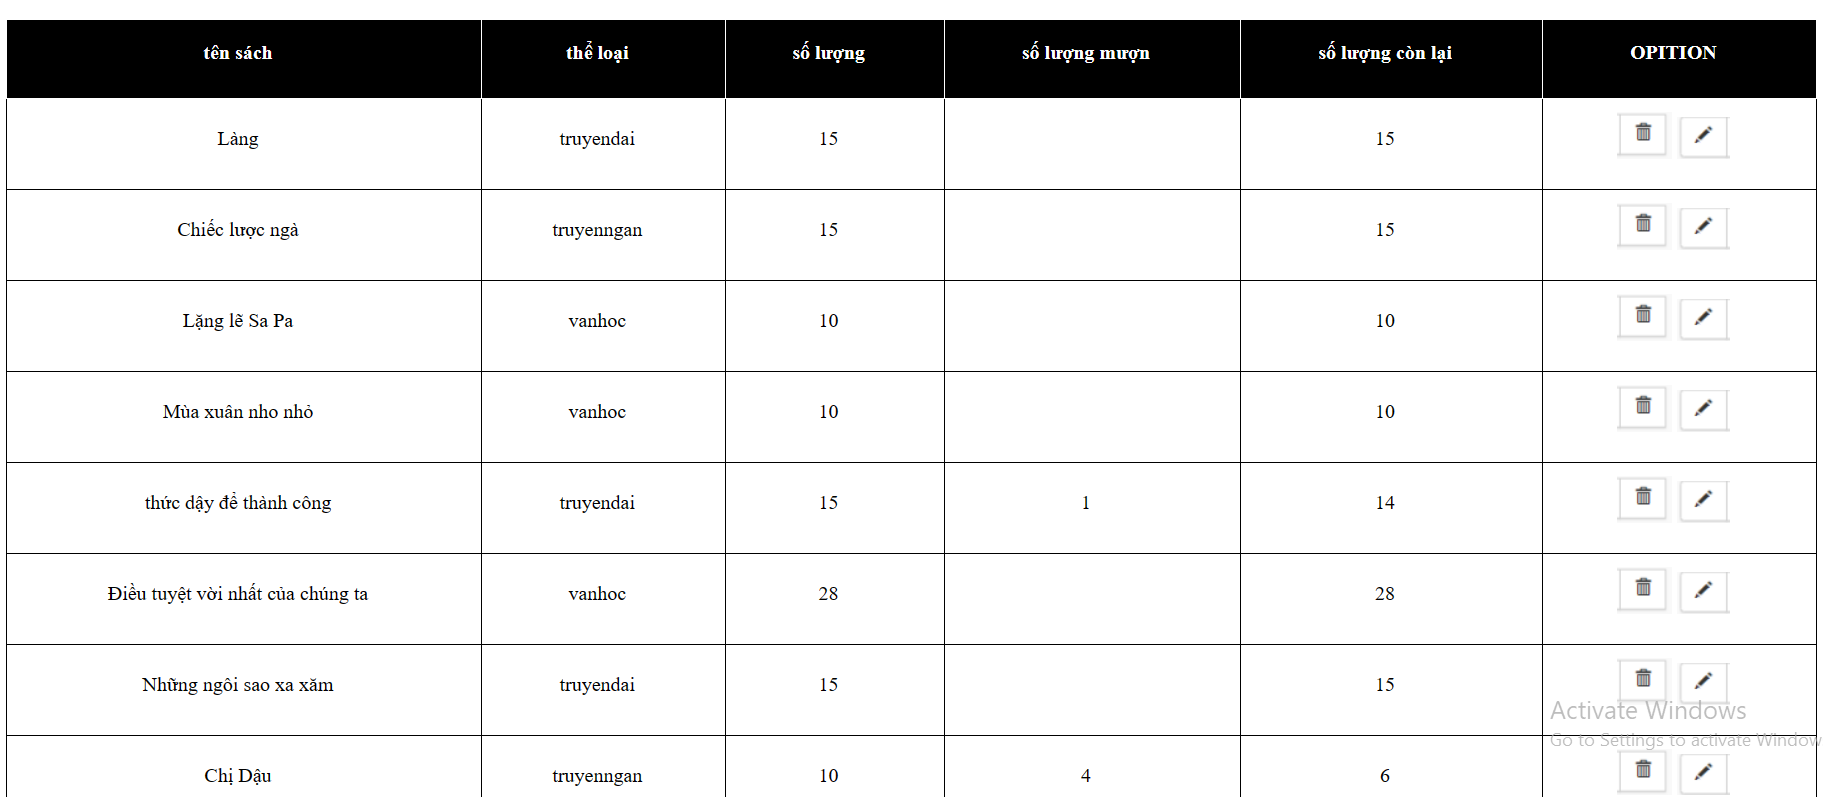 tên sách thể loại số lượng số lượng mượn số lượng còn lại OPITION
Làng truyendai 15 15
Chiếc lược ngà truyenngan 15 15
Lặng lẽ Sa Pa vanhoc 10 10
Mùa xuân nho nhỏ vanhoc 10 10
thức dậy để thành công truyendai 15 1 14
Điều tuyệt vời nhất của chúng ta vanhoc 28 28
Những ngôi sao xa xăm truyendai 15 15
Activate Windows
Go to Settings to activate Window
Chị Dậu truyenngan 10 4 6